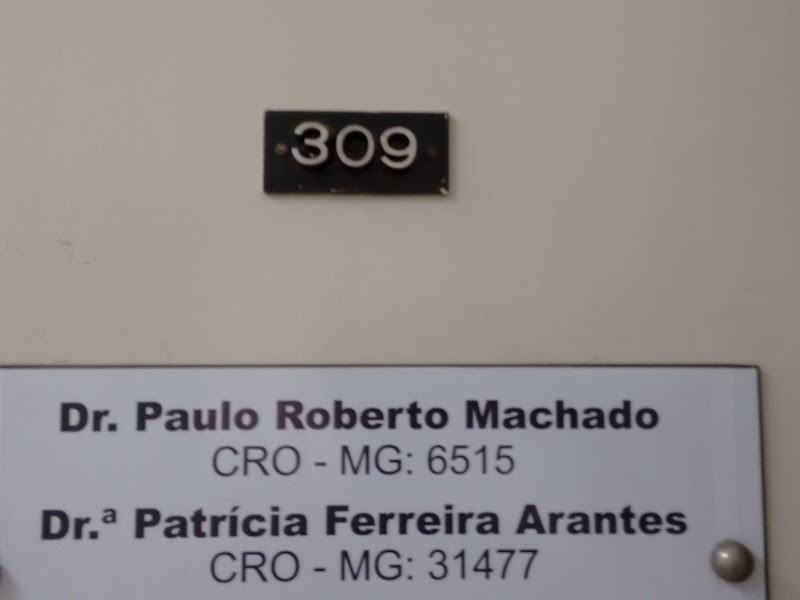 309
Dr. Paulo Roberto Machado
CRO - MG: 6515
Dr.ª Patrícia Ferreira Arantes
CRO - MG: 31477